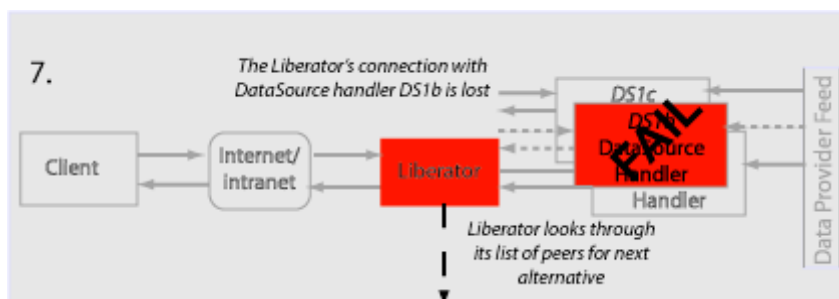 7.
The Liberator's connection with
DataSource handler DS1b is lost
DS1c
DS1b
DataSource
Handler
FAIL
Handler
Client
Internet/
intranet
Liberator
Data Provider Feed
Liberator looks through
its list of peers for next
alternative